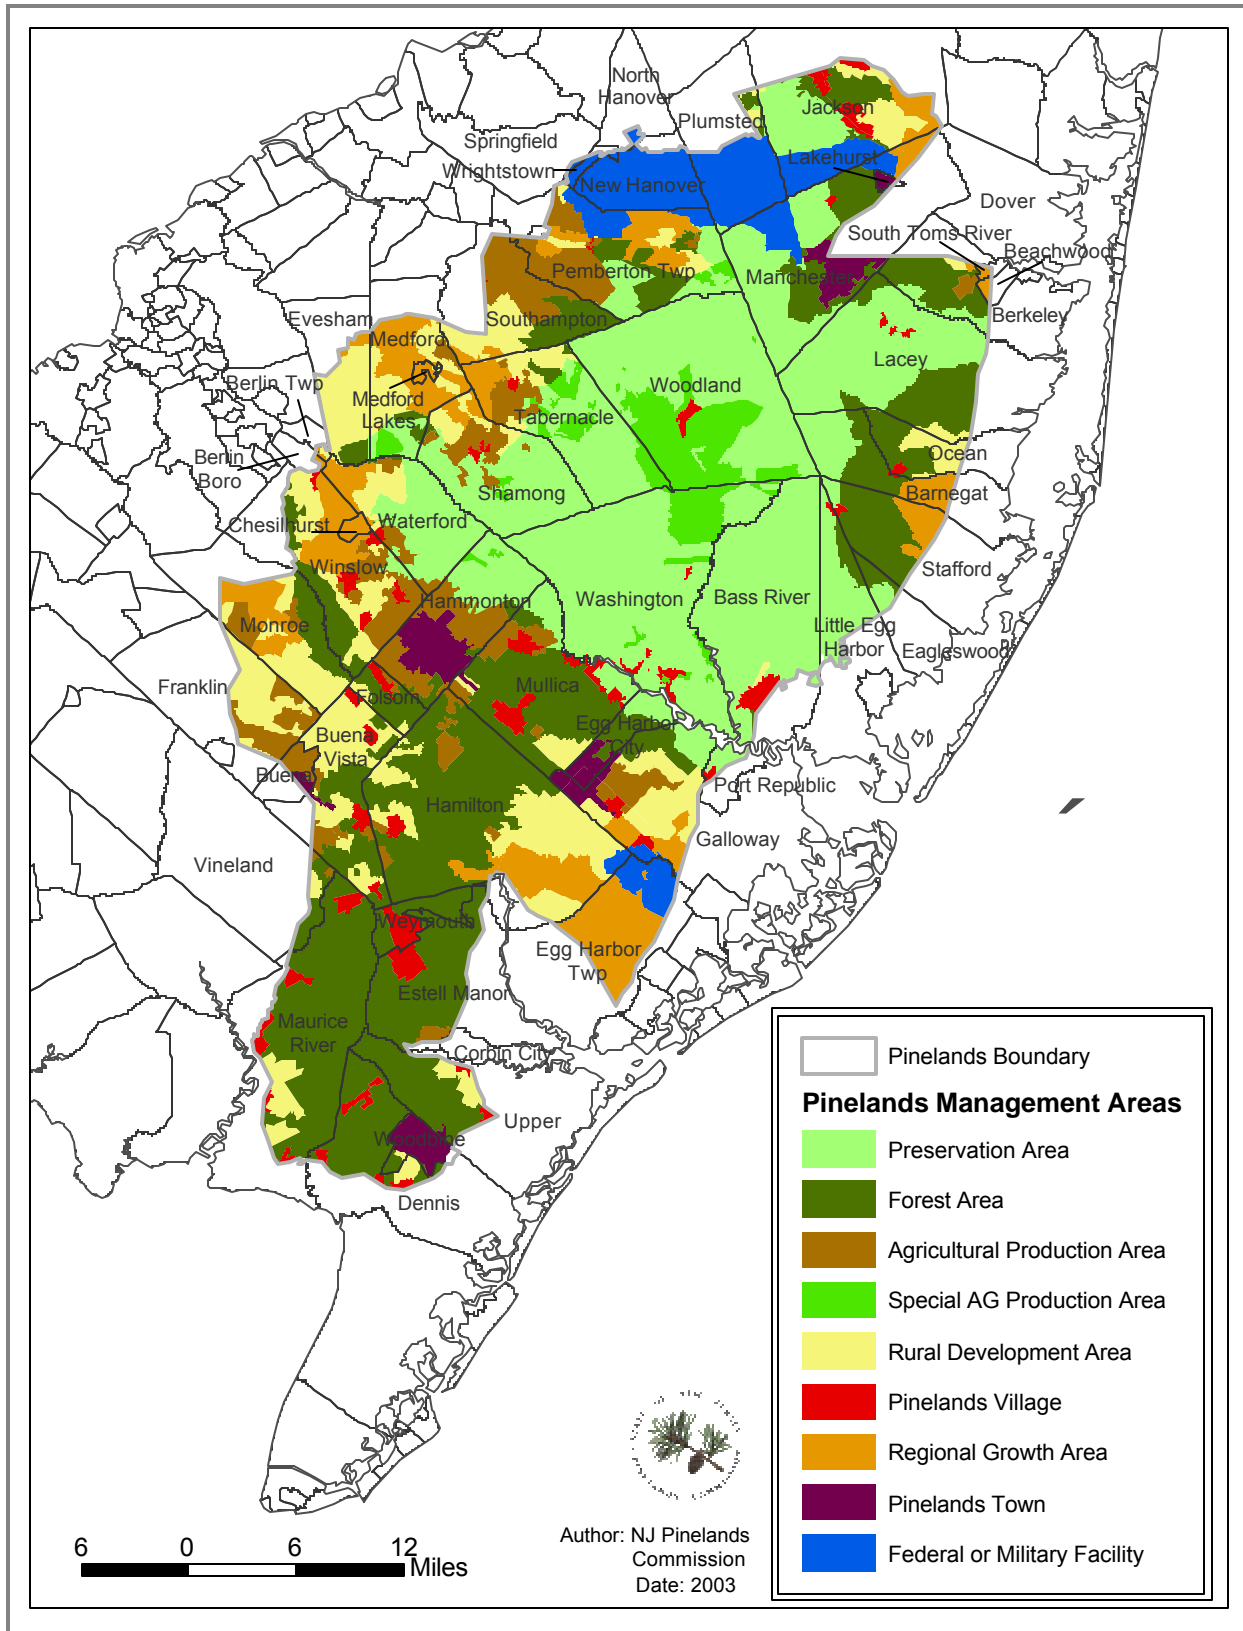 North
Hanover
Plumsted
Jackson
Springfield
Wrightstown
New Hanover
Lakehurst
Dover
South Toms River
Beachwood
Pemberton Twp
Manchester
Berkeley
Evesham
Southampton
Medford
Lacey
Berlin Twp
Woodland
Medford
Lakes
Tabernacle
Berlin
Boro
Ocean
Shamong
Barnegat
Chesilhurst
Waterford
Winslow
Stafford
Hammonton
Washington
Bass River
Monroe
Little Egg
Harbor
Eagleswood
Franklin
Folsom
Mullica
Egg Harbor
City
Buena
Vista
Buena
Port Republic
Hamilton
Galloway
Vineland
Weymouth
Egg Harbor
Twp
Estell Manor
Maurice
River
Corbin City
Upper
Woodbine
Dennis
Pinelands Boundary
Pinelands Management Areas
Preservation Area
Forest Area
Agricultural Production Area
Special AG Production Area
Rural Development Area
Pinelands Village
Regional Growth Area
Pinelands Town
Federal or Military Facility
6 0 6 12
Miles
Author: NJ Pinelands
Commission
Date: 2003